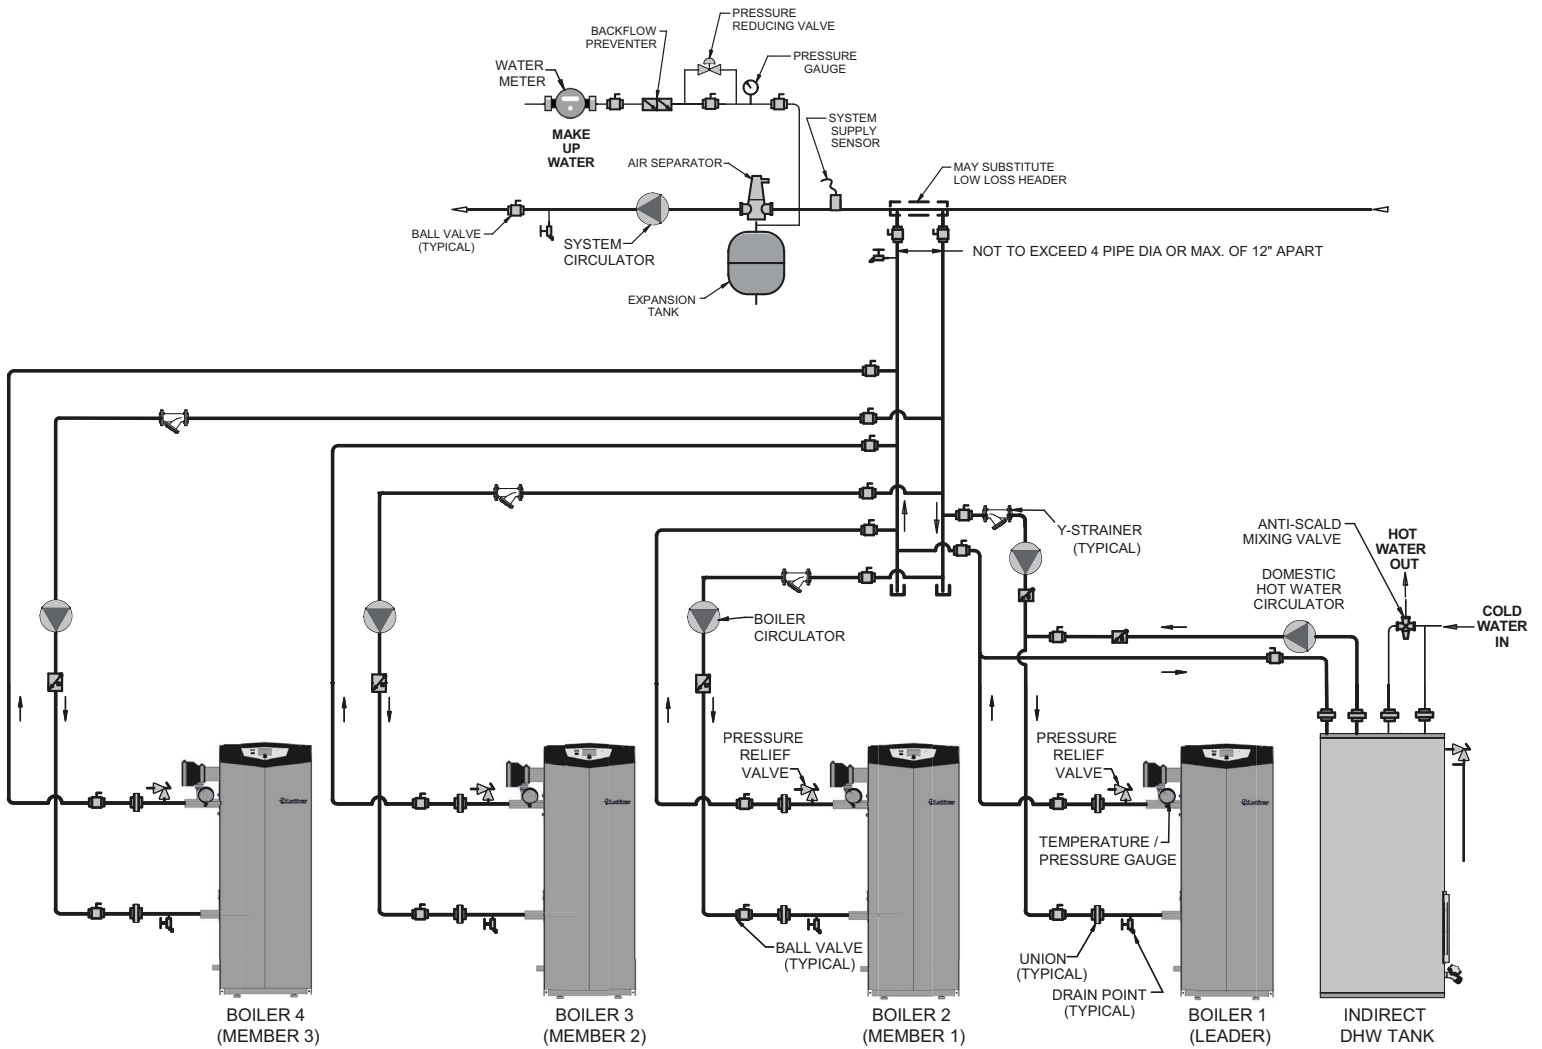 PRESSURE
REDUCING VALVE
BACKFLOW
PREVENTER
PRESSURE
GAUGE
WATER
METER
MAKE
UP
WATER
SYSTEM
SUPPLY
SENSOR
AIR SEPARATOR
MAY SUBSTITUTE
LOW LOSS HEADER
BALL VALVE
(TYPICAL)
SYSTEM
CIRCULATOR
NOT TO EXCEED 4 PIPE DIA OR MAX. OF 12" APART
EXPANSION
TANK
Y-STRAINER
(TYPICAL)
ANTI-SCALD
MIXING VALVE
HOT
WATER
OUT
DOMESTIC
HOT WATER
CIRCULATOR
COLD
WATER
IN
BOILER
CIRCULATOR
PRESSURE
RELIEF
VALVE
PRESSURE
RELIEF
VALVE
TEMPERATURE /
PRESSURE GAUGE
BALL VALVE
(TYPICAL)
UNION
(TYPICAL)
DRAIN POINT
(TYPICAL)
BOILER 4
(MEMBER 3)
BOILER 3
(MEMBER 2)
BOILER 2
(MEMBER 1)
BOILER 1
(LEADER)
INDIRECT
DHW TANK